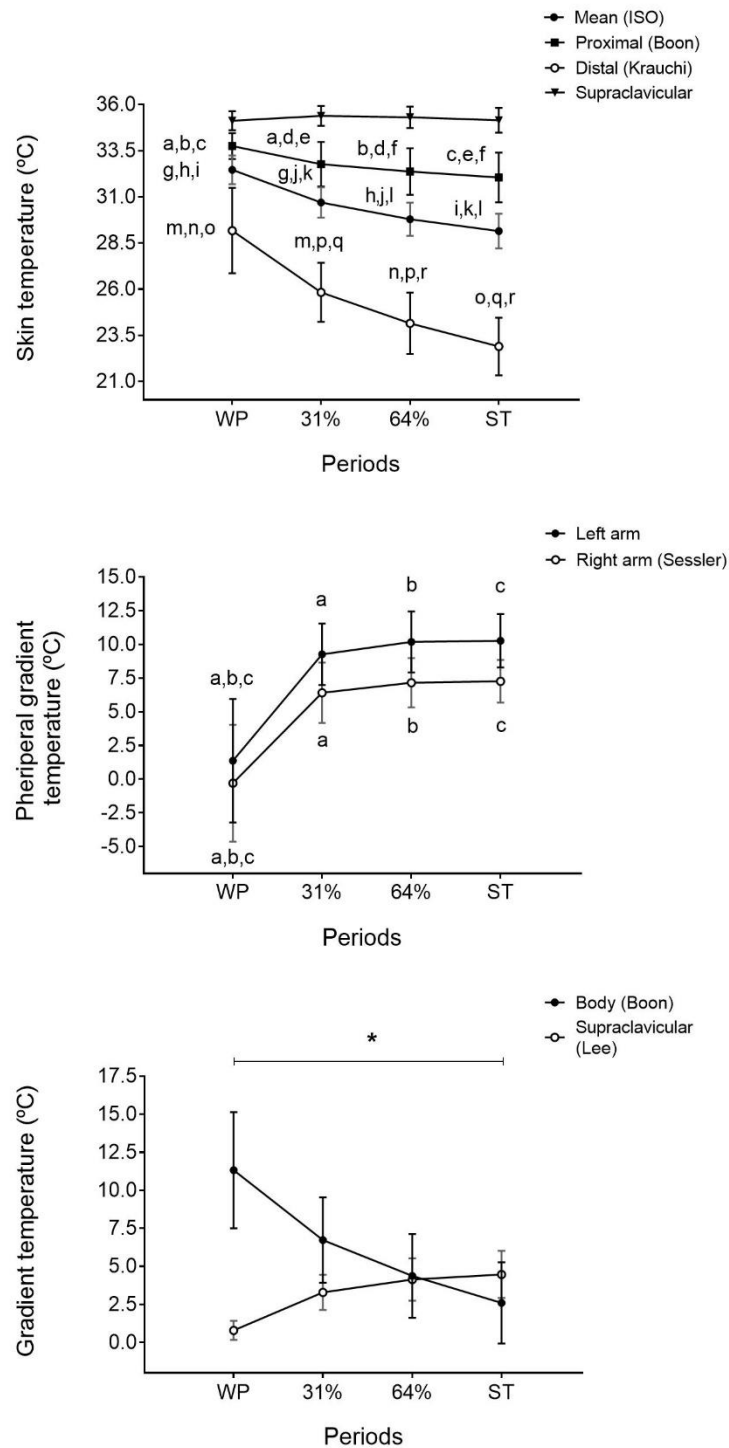 Mean (ISO)
Proximal (Boon)
Distal (Krauchi)
Supraclavicular
Skin temperature (ºC)
36.0
33.5
31.0
28.5
26.0
23.5
21.0
a,b,c
a,d,e
b,d,f
c,e,f
g,h,i
g,j,k
h,j,l
i,k,l
m,n,o
m,p,q
n,p,r
o,q,r
WP
31%
64%
ST
Periods
Left arm
Right arm (Sessler)
Pheriperal gradient
temperature (ºC)
15.0
12.5
10.0
7.5
5.0
2.5
0.0
-2.5
-5.0
a,b,c
a
b
c
a
b
c
a,b,c
WP
31%
64%
ST
Periods
Body (Boon)
Supraclavicular
(Lee)
*
Gradient temperature (ºC)
17.5
15.0
12.5
10.0
7.5
5.0
2.5
0.0
WP
31%
64%
ST
Periods